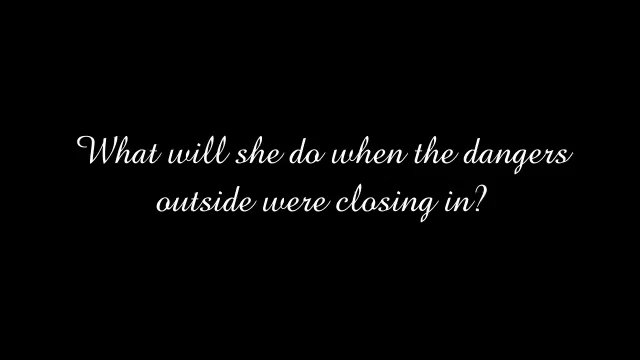 What will she do when the dangers
outside were closing in?